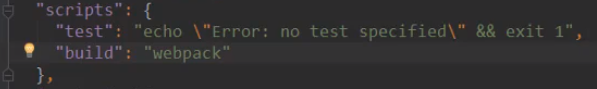 "scripts": {
"test": "echo \"Error: no test specified\" && exit 1",
"build": "webpack"
},